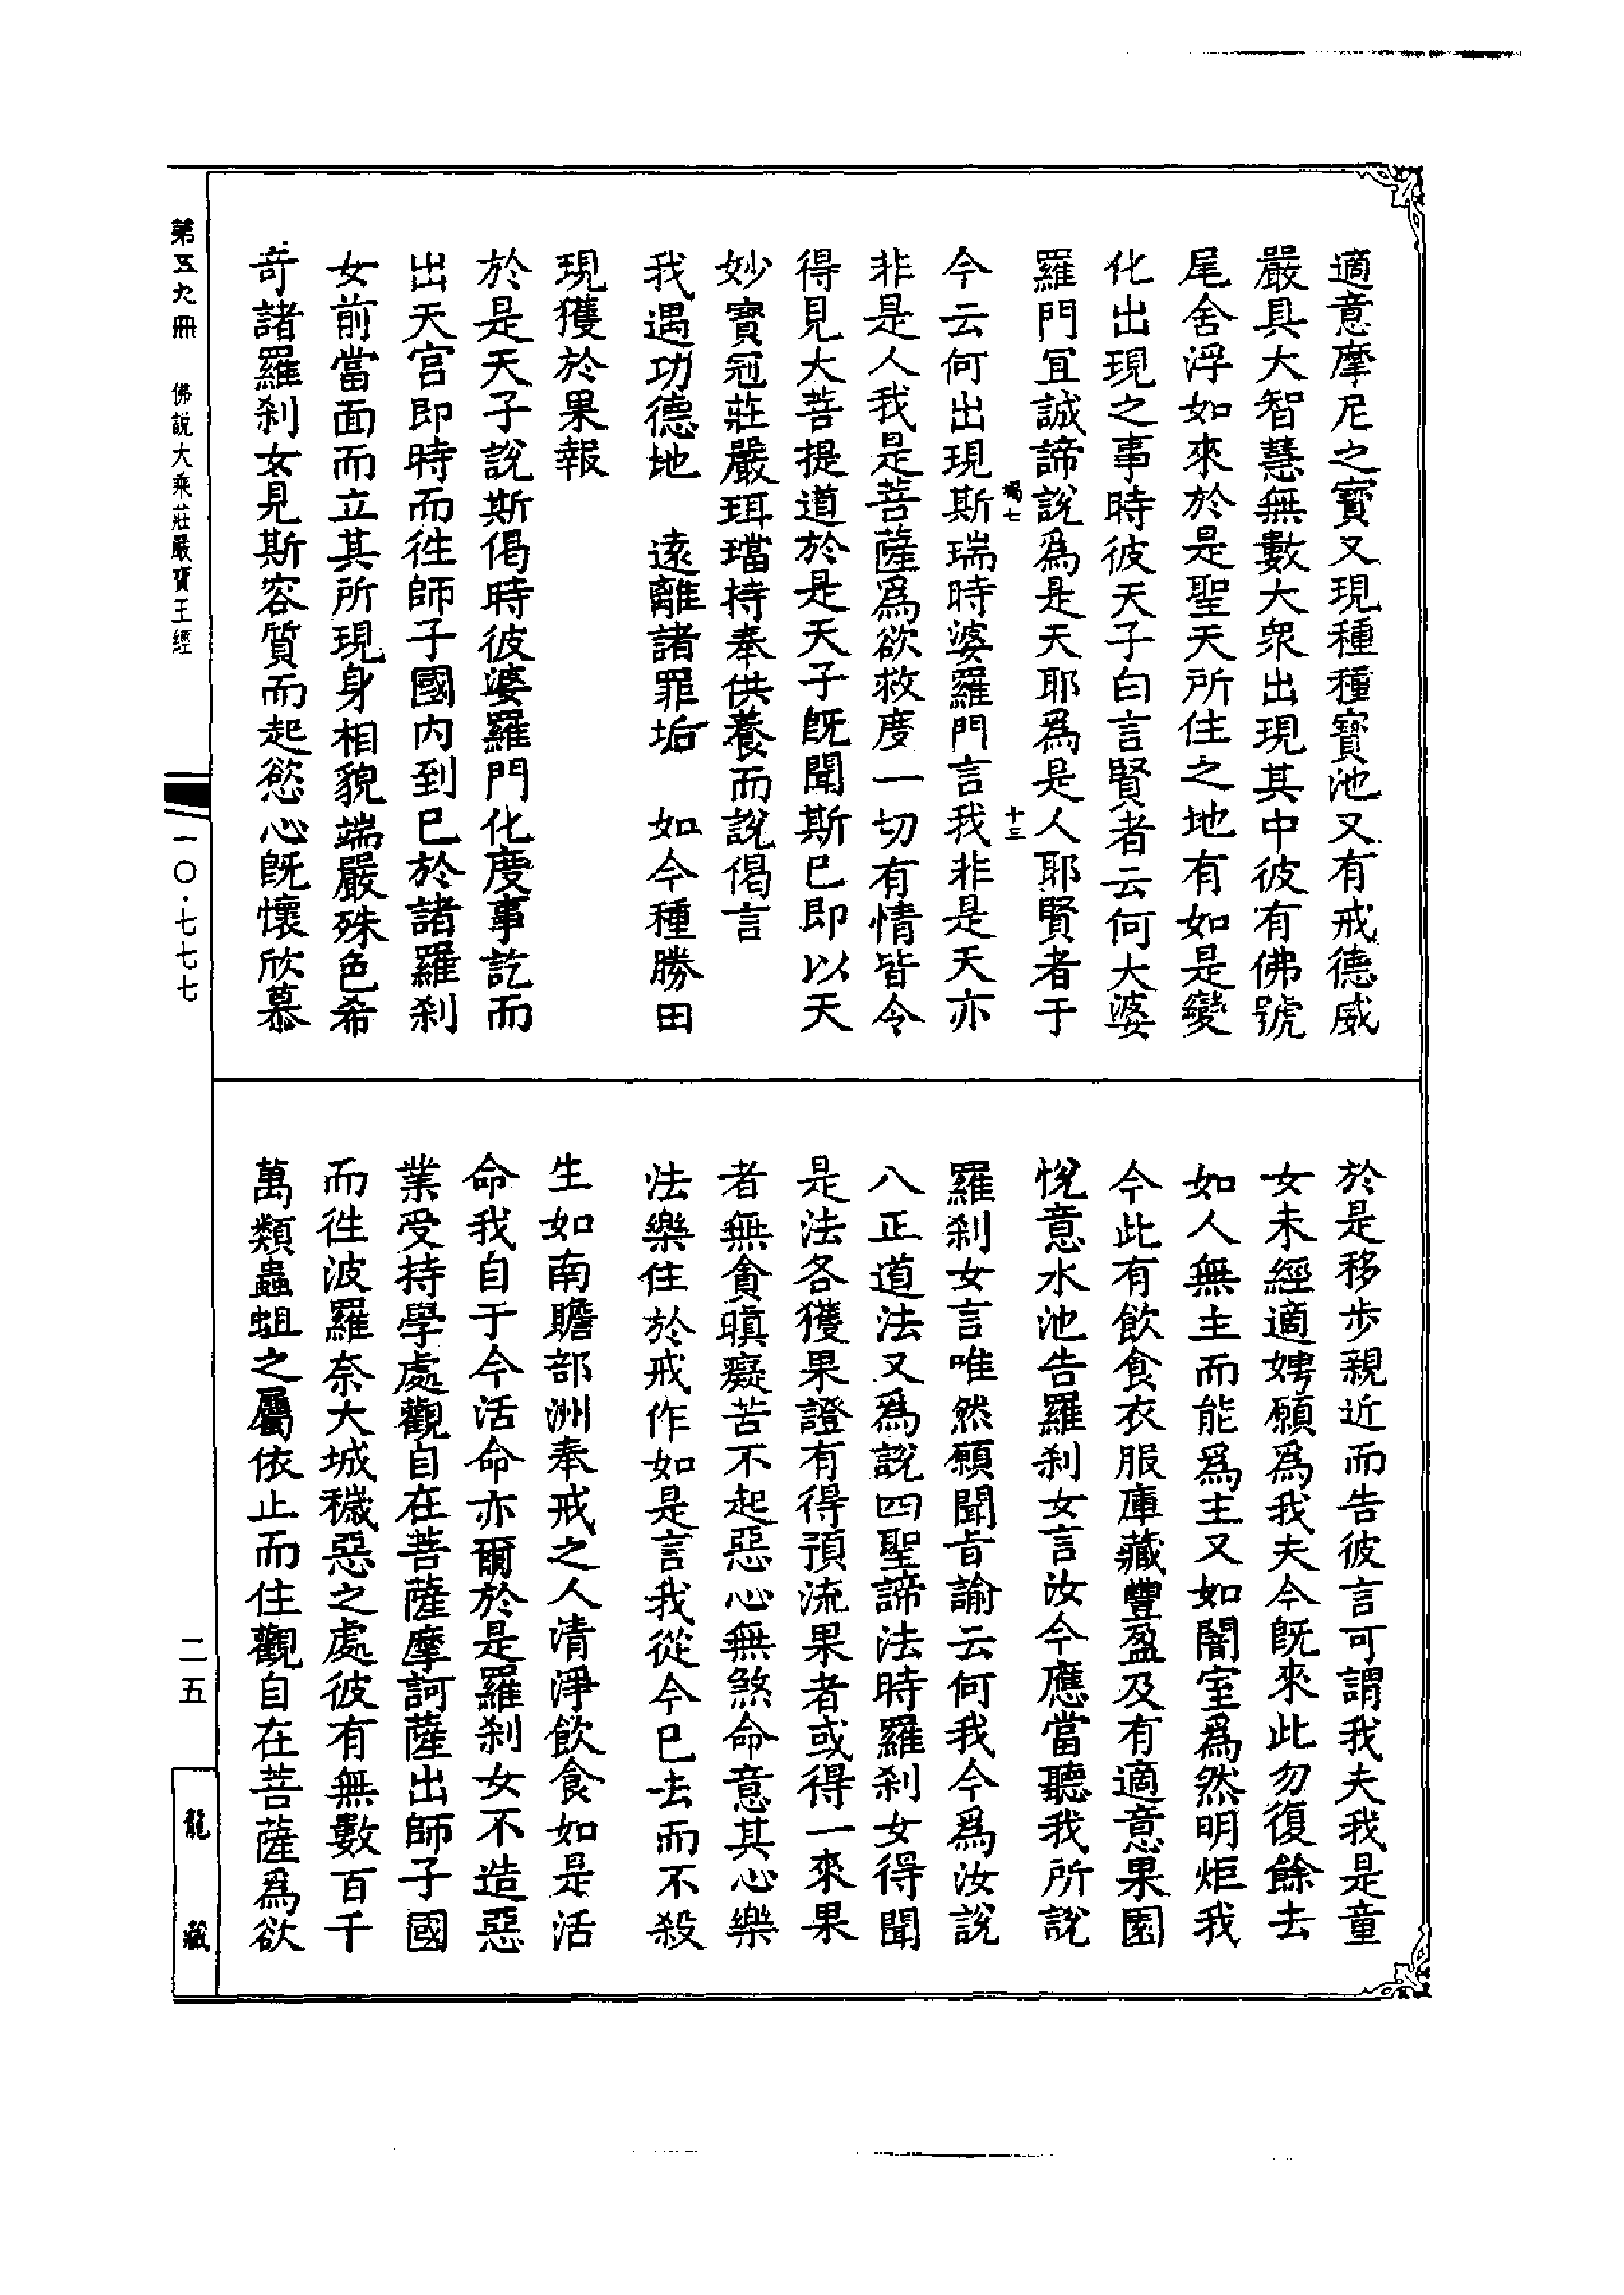 適意摩尼之寶又現種種寶池又有戒德威
嚴具大智慧無數大衆出現其中彼有佛號
尾舍浮如來於是聖天所住之地有如是變
化出現之事時彼天子白言賢者云何大婆
羅門宜誠諦說爲是天耶爲是人耶賢者于
竭七 十三
今云何出現斯瑞時婆羅門言我非是天亦
非是人我是菩薩爲欲救度一切有情皆令
得見大菩提道於是天子旣聞斯已即以天
妙寶冠莊嚴珥璫持奉供養而說偈言
我遇功德地 遠離諸罪垢 如今種勝田
現獲於果報
於是天子說斯偈時彼婆羅門化度事訖而
出天宮即時而徃師子國內到已於諸羅刹
女前當面而立其所現身相貌端嚴殊色希
奇諸羅刹女見斯容質而起慾心旣懷欣慕
於是移步親近而告彼言可謂我夫我是童
女未經適娉願爲我夫今旣來此勿復餘去
如人無主而能爲主又如闇室爲然明炬我
今此有飲食衣服庫藏豐盈及有適意果園
悅意水池告羅刹女言汝今應當聽我所說
羅刹女言唯然願聞旨諭云何我今爲汝說
八正道法又爲說四聖諦法時羅刹女得聞
是法各獲果證有得預流果者或得一來果
者無貪瞋癡苦不起惡心無煞命意其心樂
法樂住於戒作如是言我從今已去而不殺
生如南贍部洲奉戒之人清淨飲食如是活
命我自于今活命亦爾於是羅刹女不造惡
業受持學處觀自在菩薩摩訶薩出師子國
而徃波羅奈大城穢惡之處彼有無數百千
萬類蟲蛆之屬依止而住觀自在菩薩爲欲
第五九冊 佛說大乘莊嚴寶王經
一〇·七七七
二五
龍藏